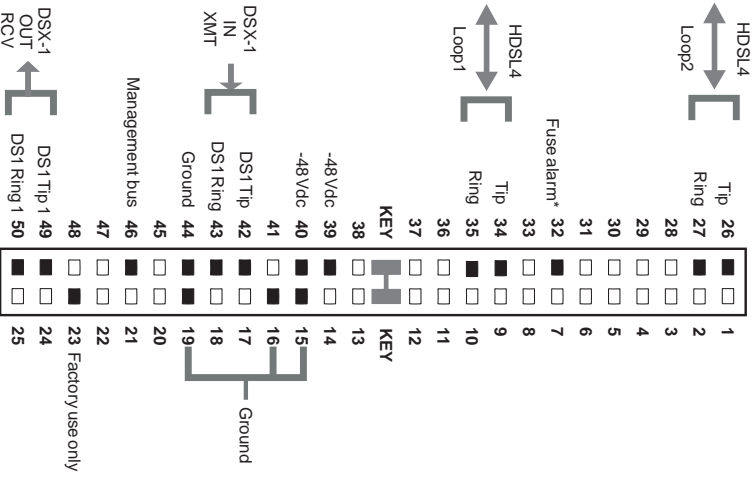 HDSL4
Loop2
Tip 26 1
Ring 27 2
28 3
29 4
30 5
31 6
Fuse alarm* 32 7
33 8
HDSL4
Loop1
Tip 34 9
Ring 35 10
36 11
37 12
KEY KEY
38 13
-48 Vdc 39 14
-48 Vdc 40 15
41 16
Ground
DSX-1
IN
XMT
DS1 Tip 42 17
DS1 Ring 43 18
Ground 44 19
45 20
Management bus 46 21
47 22
48 23 Factory use only
DSX-1
OUT
RCV
DS1 Tip 1 49 24
DS1 Ring 1 50 25